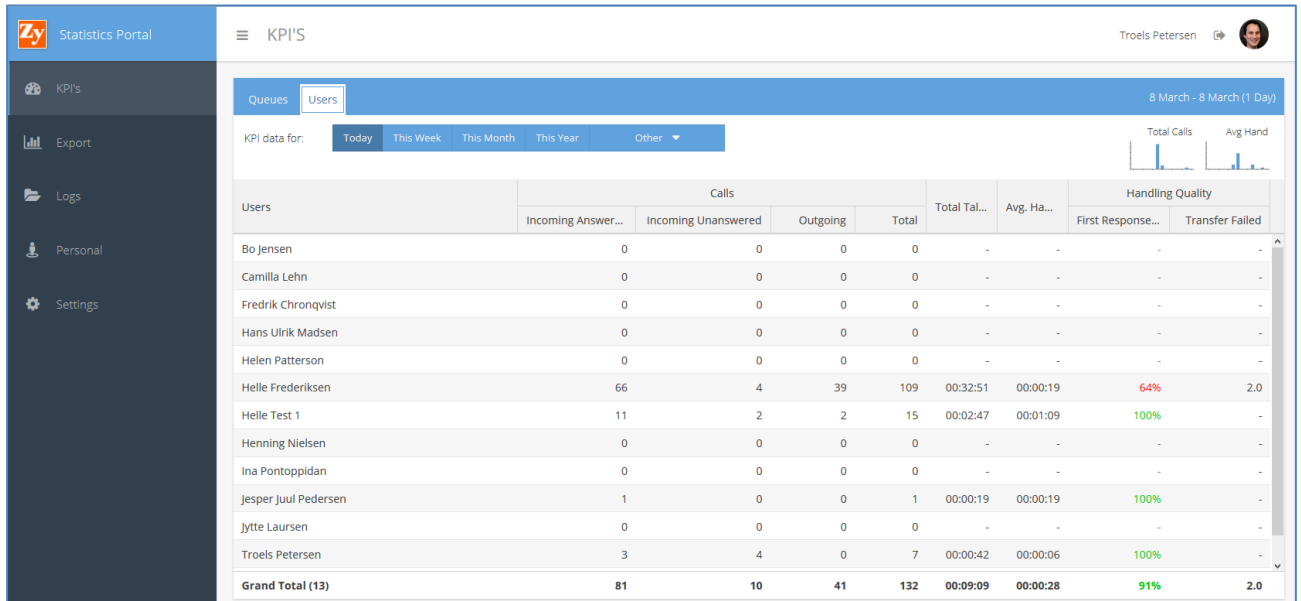 Zy Statistics Portal
KPI'S
Troels Petersen
KPI's
Export
Logs
Personal
Settings
Queues Users 8 March - 8 March (1 Day)
KPI data for: Today This Week This Month This Year Other
Total Calls Avg Hand
Users Calls Total Tal... Avg. Ha... Handling Quality
Incoming Answer... Incoming Unanswered Outgoing Total First Response... Transfer Failed
Bo Jensen 0 0 0 0 - - - -
Camilla Lehn 0 0 0 0 - - - -
Fredrik Chronqvist 0 0 0 0 - - - -
Hans Ulrik Madsen 0 0 0 0 - - - -
Helen Patterson 0 0 0 0 - - - -
Helle Frederiksen 66 4 39 109 00:32:51 00:00:19 64% 2.0
Helle Test 1 11 2 2 15 00:02:47 00:01:09 100% -
Henning Nielsen 0 0 0 0 - - - -
Ina Pontoppidan 0 0 0 0 - - - -
Jesper Juul Pedersen 1 0 0 1 00:00:19 00:00:19 100% -
Jytte Laursen 0 0 0 0 - - - -
Troels Petersen 3 4 0 7 00:00:42 00:00:06 100% -
Grand Total (13) 81 10 41 132 00:09:09 00:00:28 91% 2.0